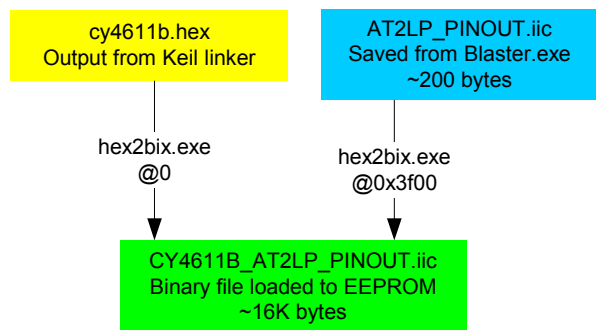 cy4611b.hex
Output from Keil linker
AT2LP_PINOUT.iic
Saved from Blaster.exe
~200 bytes
hex2bix.exe
@0
hex2bix.exe
@0x3f00
CY4611B_AT2LP_PINOUT.iic
Binary file loaded to EEPROM
~16K bytes